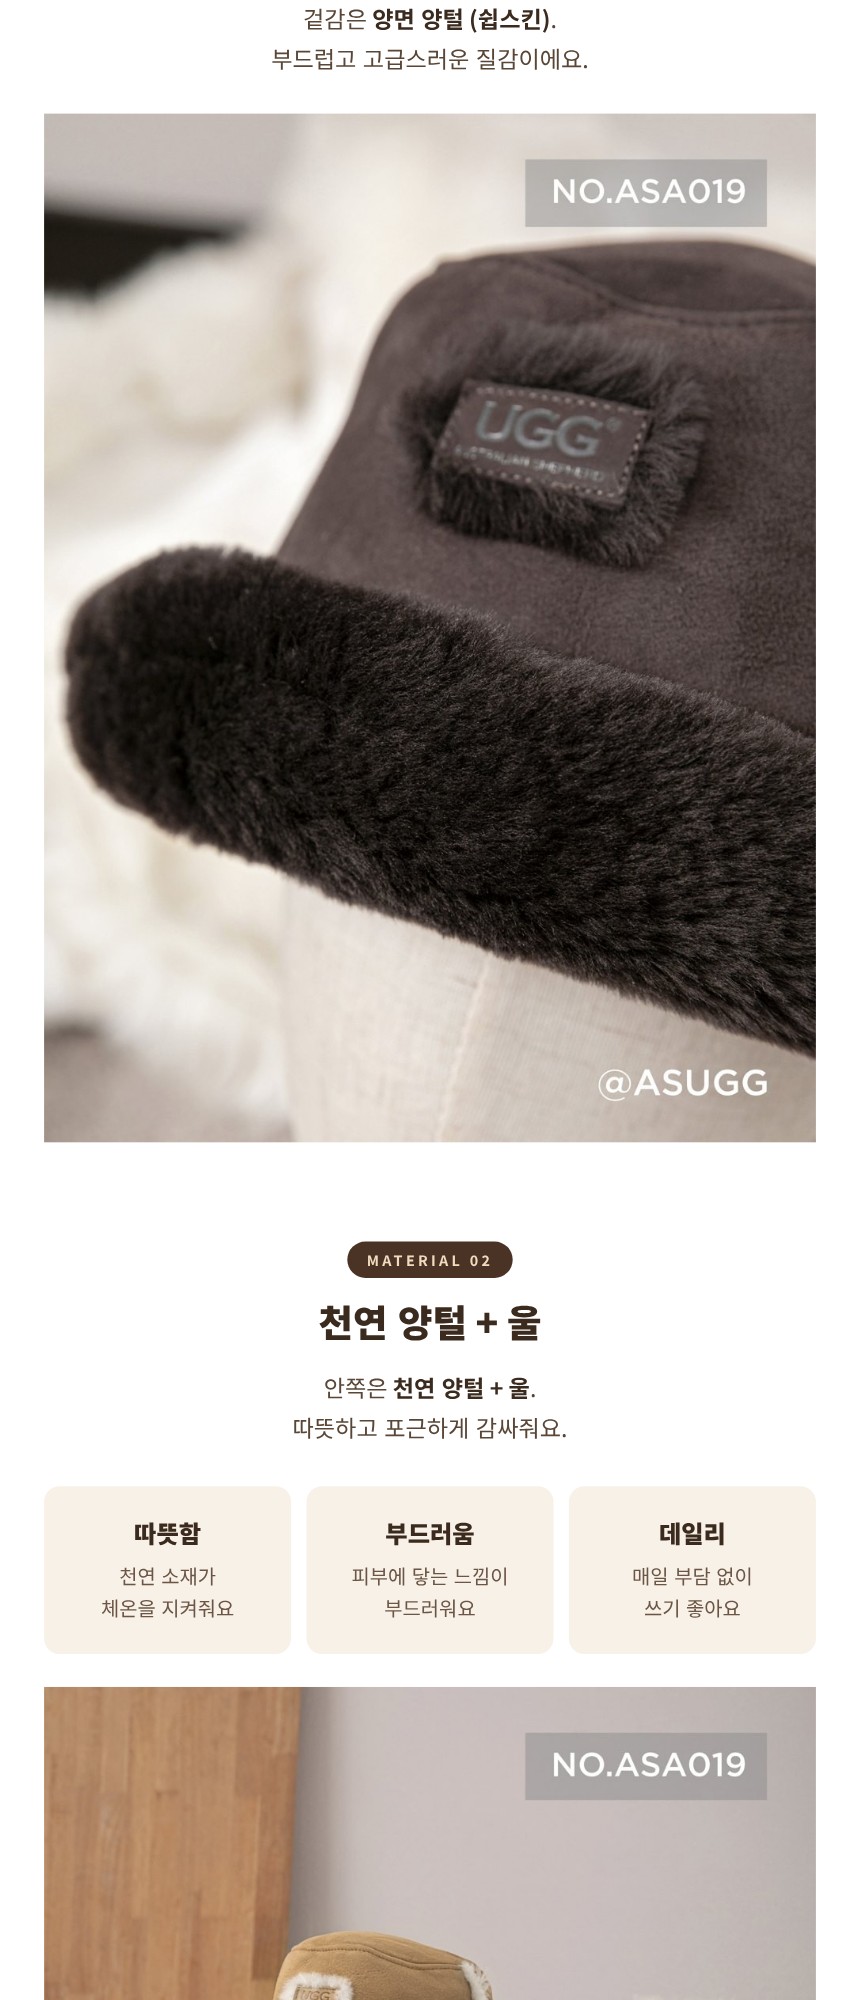 겉감은 양면 양털 (쉽스킨).
부드럽고 고급스러운 질감이에요.
NO.ASA019
UGG®
AUSTRALIAN SHEPHERD
@ASUGG
MATERIAL 02
천연 양털 + 울
안쪽은 천연 양털 + 울.
따뜻하고 포근하게 감싸줘요.
따뜻함
천연 소재가
체온을 지켜줘요
부드러움
피부에 닿는 느낌이
부드러워요
데일리
매일 부담 없이
쓰기 좋아요
NO.ASA019
UGG